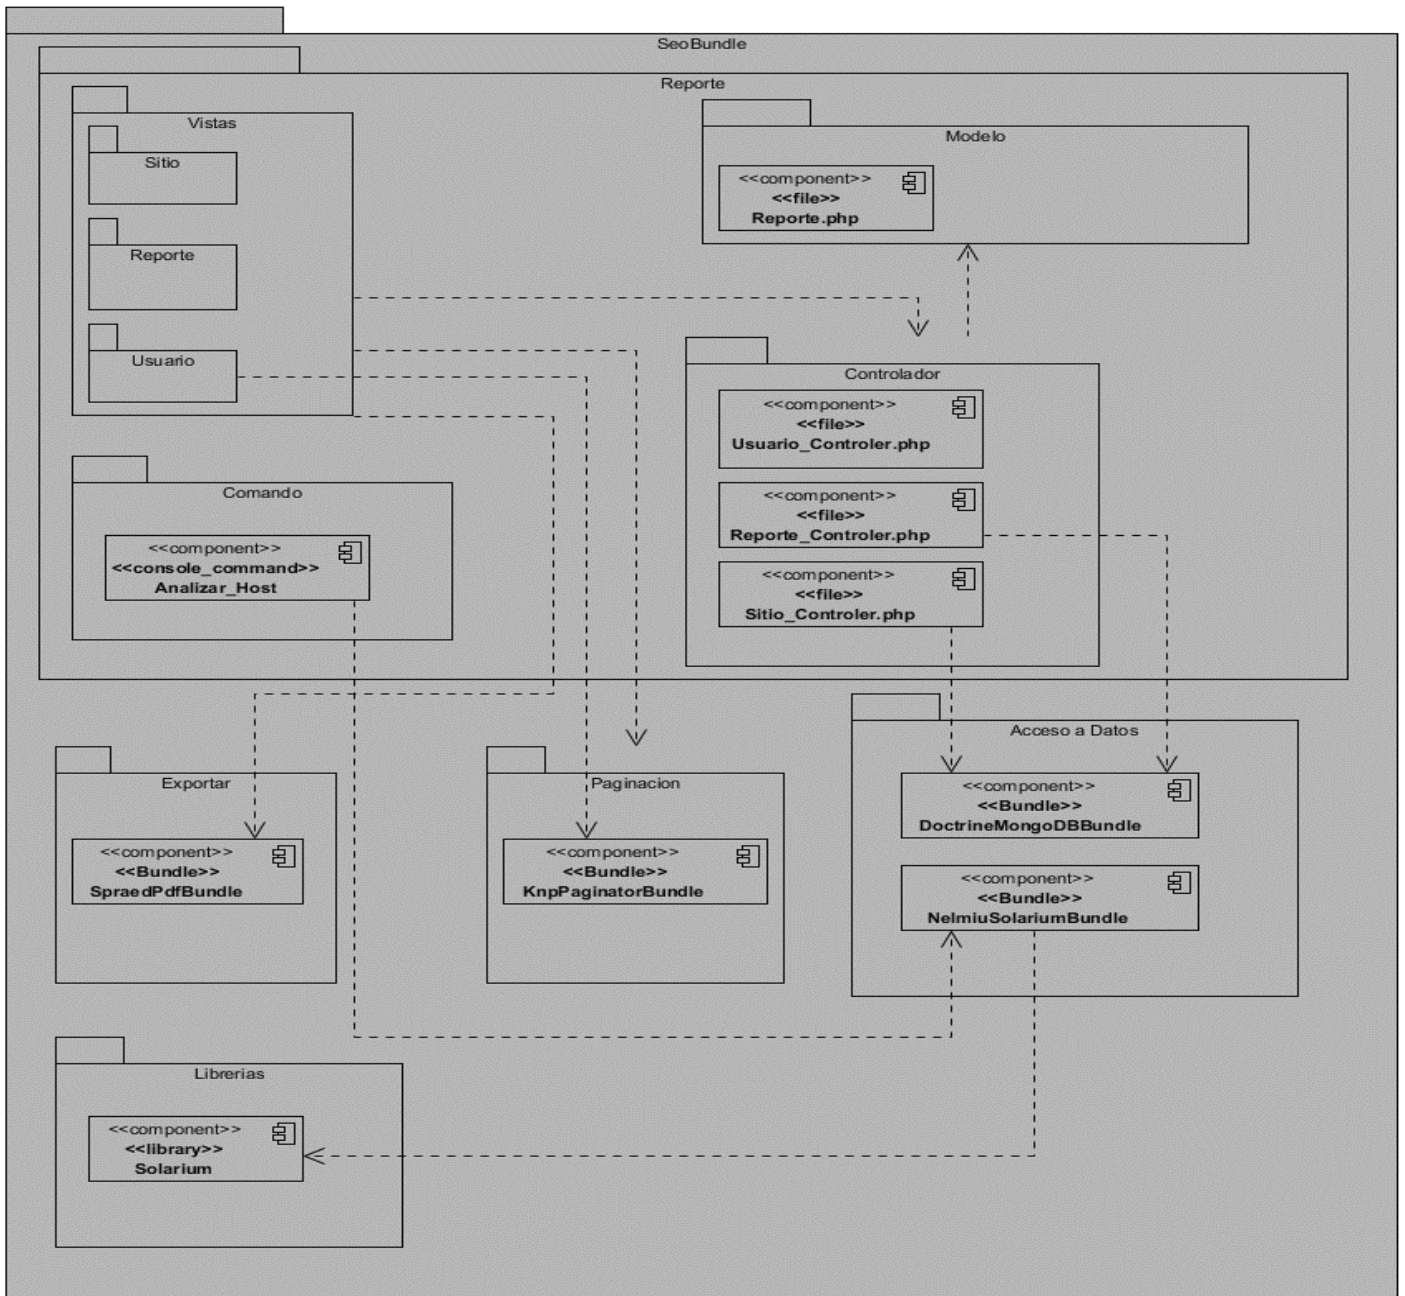 SeoBundle
Reporte
Vistas
Sitio
Reporte
Usuario
Modelo
<<component>>
<<file>>
Reporte.php
Controlador
<<component>>
<<file>>
Usuario_Controler.php
<<component>>
<<file>>
Reporte_Controler.php
<<component>>
<<file>>
Sitio_Controler.php
Comando
<<component>>
<<console_command>>
Analizar_Host
Exportar
<<component>>
<<Bundle>>
SpraedPdfBundle
Paginacion
<<component>>
<<Bundle>>
KnpPaginatorBundle
Acceso a Datos
<<component>>
<<Bundle>>
DoctrineMongoDBBundle
<<component>>
<<Bundle>>
NelmiuSolariumBundle
Librerias
<<component>>
<<library>>
Solarium